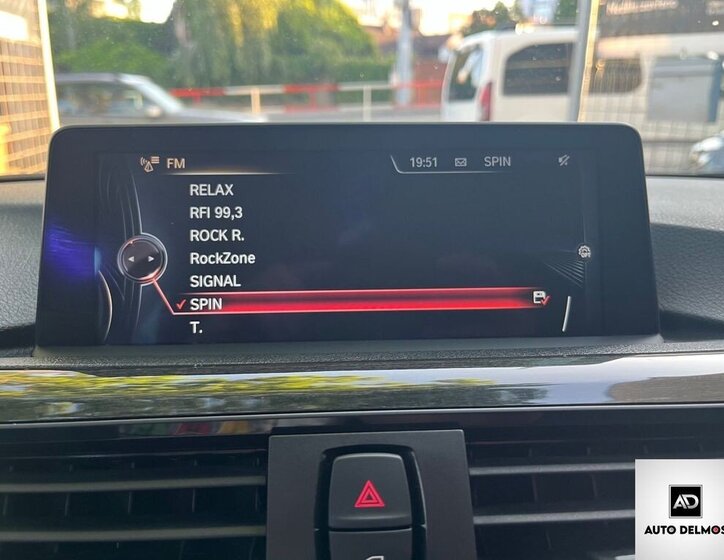 FM 19:51 SPIN
RELAX
RFI 99,3
ROCK R.
RockZone
SIGNAL
SPIN
T.
AD
AUTO DELMOS